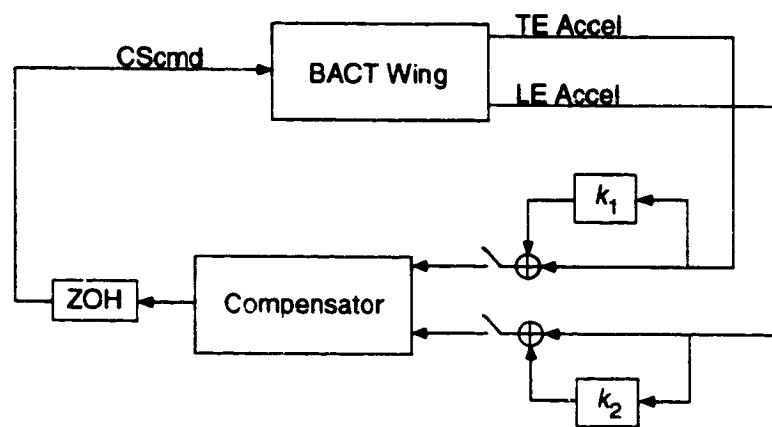 TE Accel
CScmd
BACT Wing
LE Accel
k1
ZOH
Compensator
k2